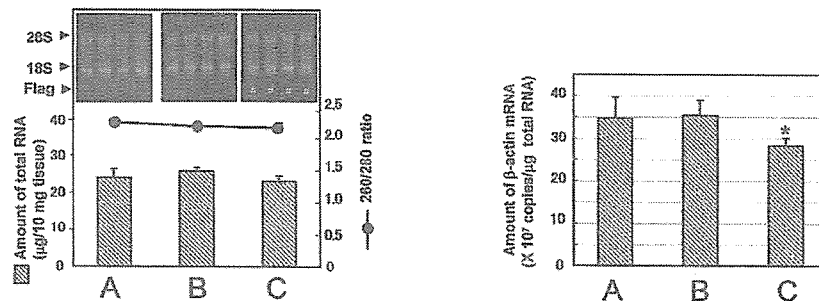 28S
18S
Flag
Amount of total RNA
(μg/10 mg tissue)
40
30
20
10
0
2,5
2.0
1.5
1.0
0.5
0
260/280 ratio
A B C
Amount of β-actin mRNA
(X 10⁷ copies/μg total RNA)
40
30
20
10
0
*
A B C